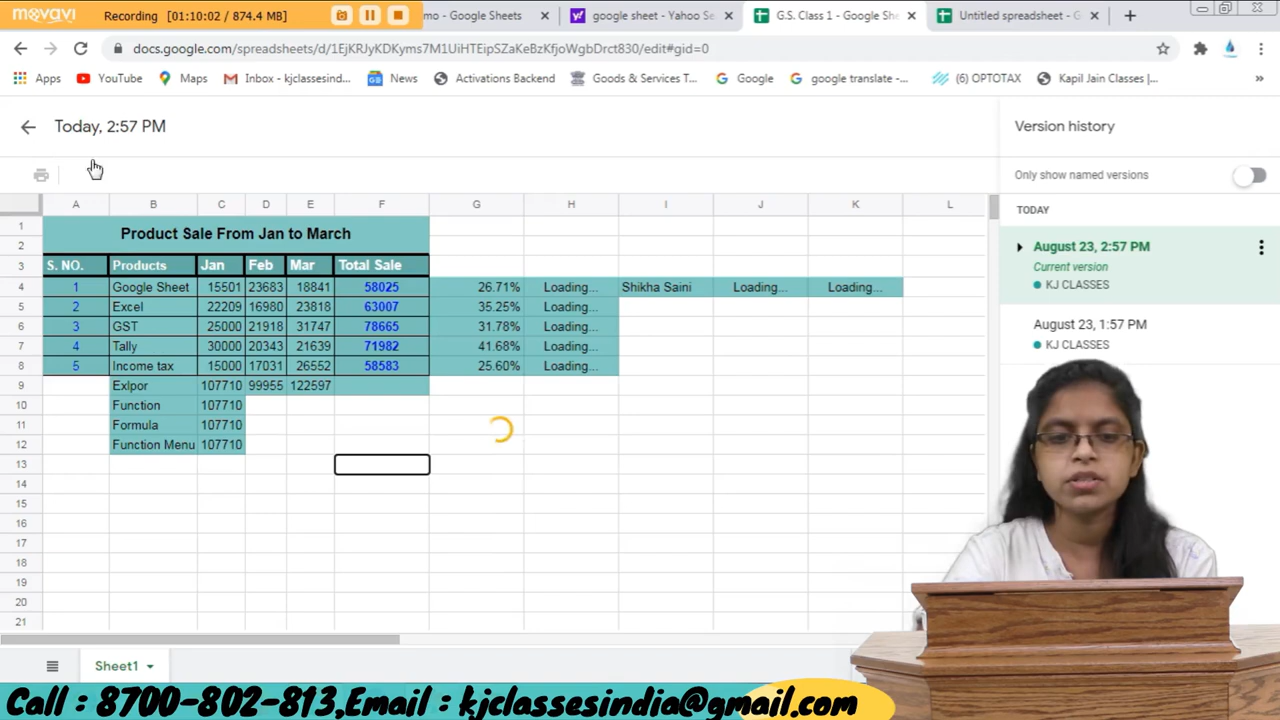 movavi
Recording (01:10:02 / 874.4 MB)
mo - Google Sheets
google sheet - Yahoo Se
G.S. Class 1 - Google She
Untitled spreadsheet - G
docs.google.com/spreadsheets/d/1EjKRJyKDKyms7M1UiHTEipSZaKeBzKfjoWgbDrct830/edit#gid=0
Apps
YouTube
Maps
Inbox - kjclassesind...
News
Activations Backend
Goods & Services T...
Google
google translate -...
(6) OPTOTAX
Kapil Jain Classes |...
Today, 2:57 PM
Version history
Only show named versions
TODAY
August 23, 2:57 PM
Current version
KJ CLASSES
August 23, 1:57 PM
KJ CLASSES
A B C D E F G H I J K L
1 Product Sale From Jan to March
2
3 S. NO. Products Jan Feb Mar Total Sale
4 1 Google Sheet 15501 23683 18841 58025 26.71% Loading... Shikha Saini Loading... Loading...
5 2 Excel 22209 16980 23818 63007 35.25% Loading...
6 3 GST 25000 21918 31747 78665 31.78% Loading...
7 4 Tally 30000 20343 21639 71982 41.68% Loading...
8 5 Income tax 15000 17031 26552 58583 25.60% Loading...
9 Exlpor 107710 99955 122597
10 Function 107710
11 Formula 107710
12 Function Menu 107710
13
14
15
16
17
18
19
20
21
Sheet1
Call : 8700-802-813,Email : kjclassesindia@gmail.com